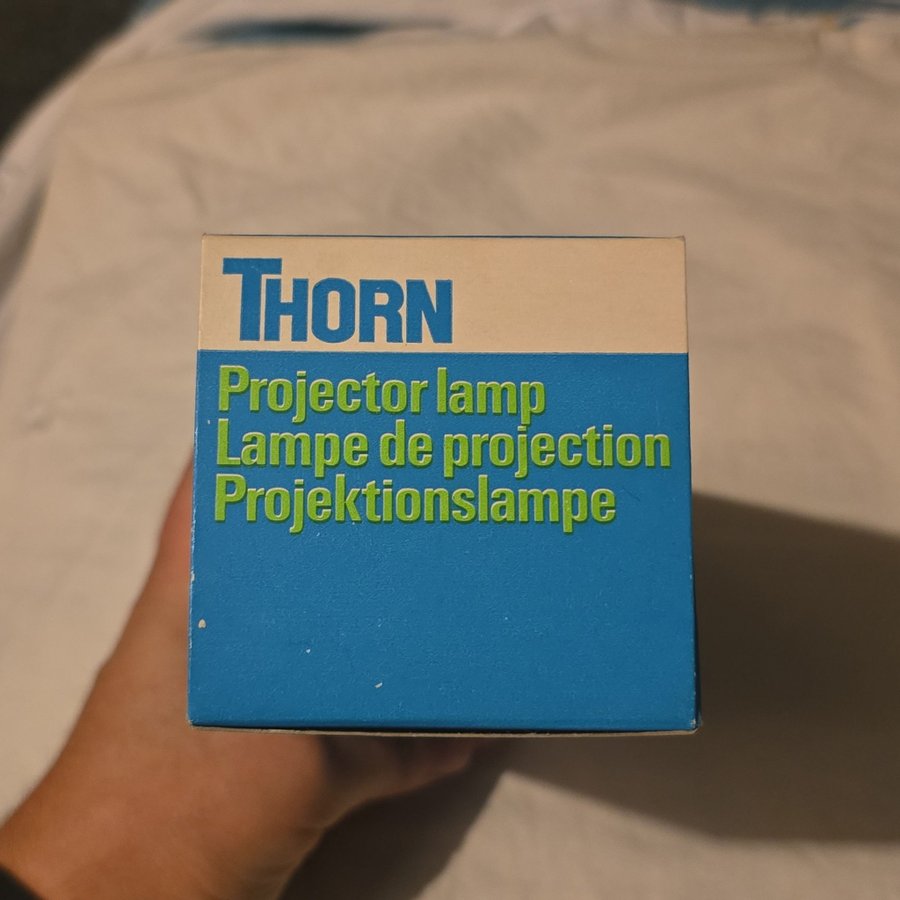 THORN
Projector lamp
Lampe de projection
Projektionslampe